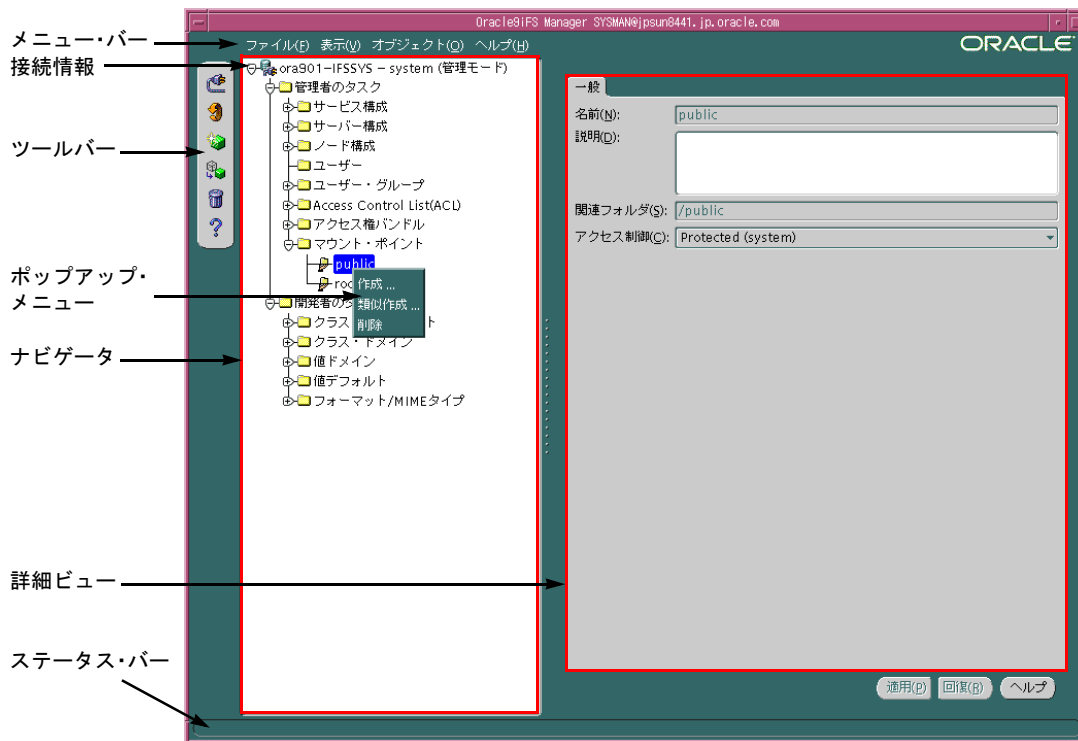 Oracle9iFS Manager SYSMAN@jpsun8441.jp.oracle.com
メニュー・バー
ファイル(F) 表示(V) オブジェクト(O) ヘルプ(H)
ORACLE
接続情報
ora901-IFSSYS - system (管理モード)
管理者のタスク
サービス構成
サーバー構成
ノード構成
ユーザー
ユーザー・グループ
Access Control List(ACL)
アクセス権バンドル
マウント・ポイント
public
roo
作成 ...
類似作成 ...
削除
開発者のタ
クラス
ト
クラス・ドメイン
値ドメイン
値デフォルト
フォーマット/MIMEタイプ
ツールバー
ポップアップ・
メニュー
ナビゲータ
一般
名前(N): public
説明(D):
関連フォルダ(S): /public
アクセス制御(C): Protected (system)
詳細ビュー
適用(P) 回復(R) ヘルプ
ステータス・バー